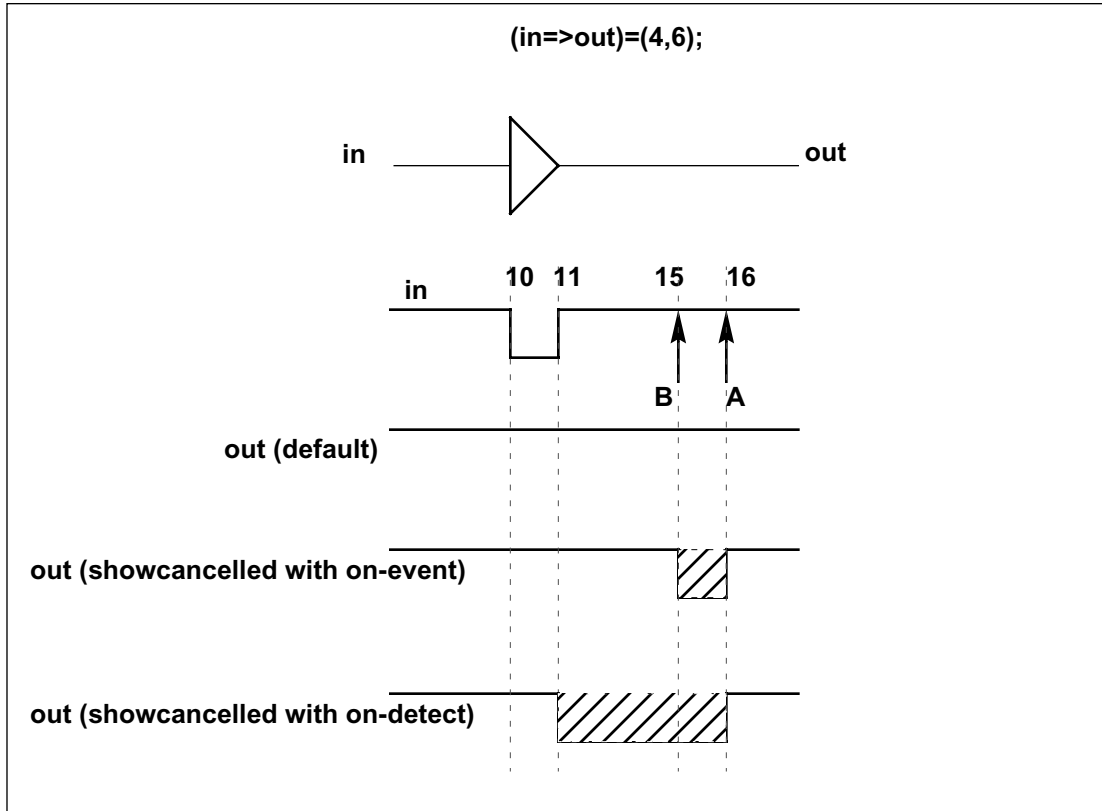 (in=>out)=(4,6);
in out
10 11 15 16
in
B A
out (default)
out (showcancelled with on-event)
out (showcancelled with on-detect)